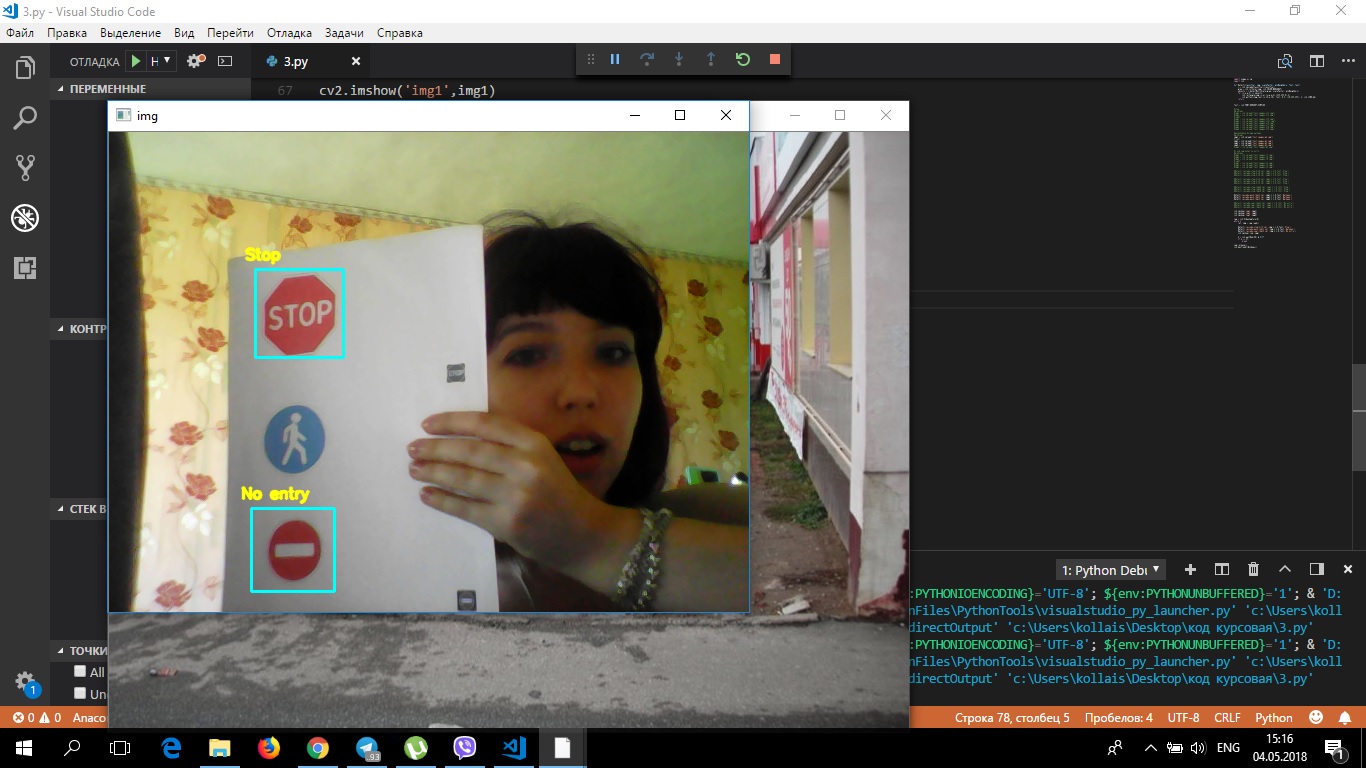 3.py - Visual Studio Code
Файл Правка Выделение Вид Перейти Отладка Задачи Справка
ОТЛАДКА Н
3.py
ПЕРЕМЕННЫЕ
67 cv2.imshow('img1',img1)
img
Stop
STOP
No entry
КОНТР
СТЕК В
ТОЧКИ
All
Un
1: Python Debu
:PYTHONIOENCODING}='UTF-8'; ${env:PYTHONUNBUFFERED}='1'; & 'D:
nFiles\PythonTools\visualstudio_py_launcher.py' 'c:\Users\koll
directOutput' 'c:\Users\kollais\Desktop\код курсовая\3.py'
:PYTHONIOENCODING}='UTF-8'; ${env:PYTHONUNBUFFERED}='1'; & 'D:
nFiles\PythonTools\visualstudio_py_launcher.py' 'c:\Users\koll
directOutput' 'c:\Users\kollais\Desktop\код курсовая\3.py'
1
0 0 Anaco Строка 78, столбец 5 Пробелов: 4 UTF-8 CRLF Python
93
ENG
15:16
04.05.2018
1